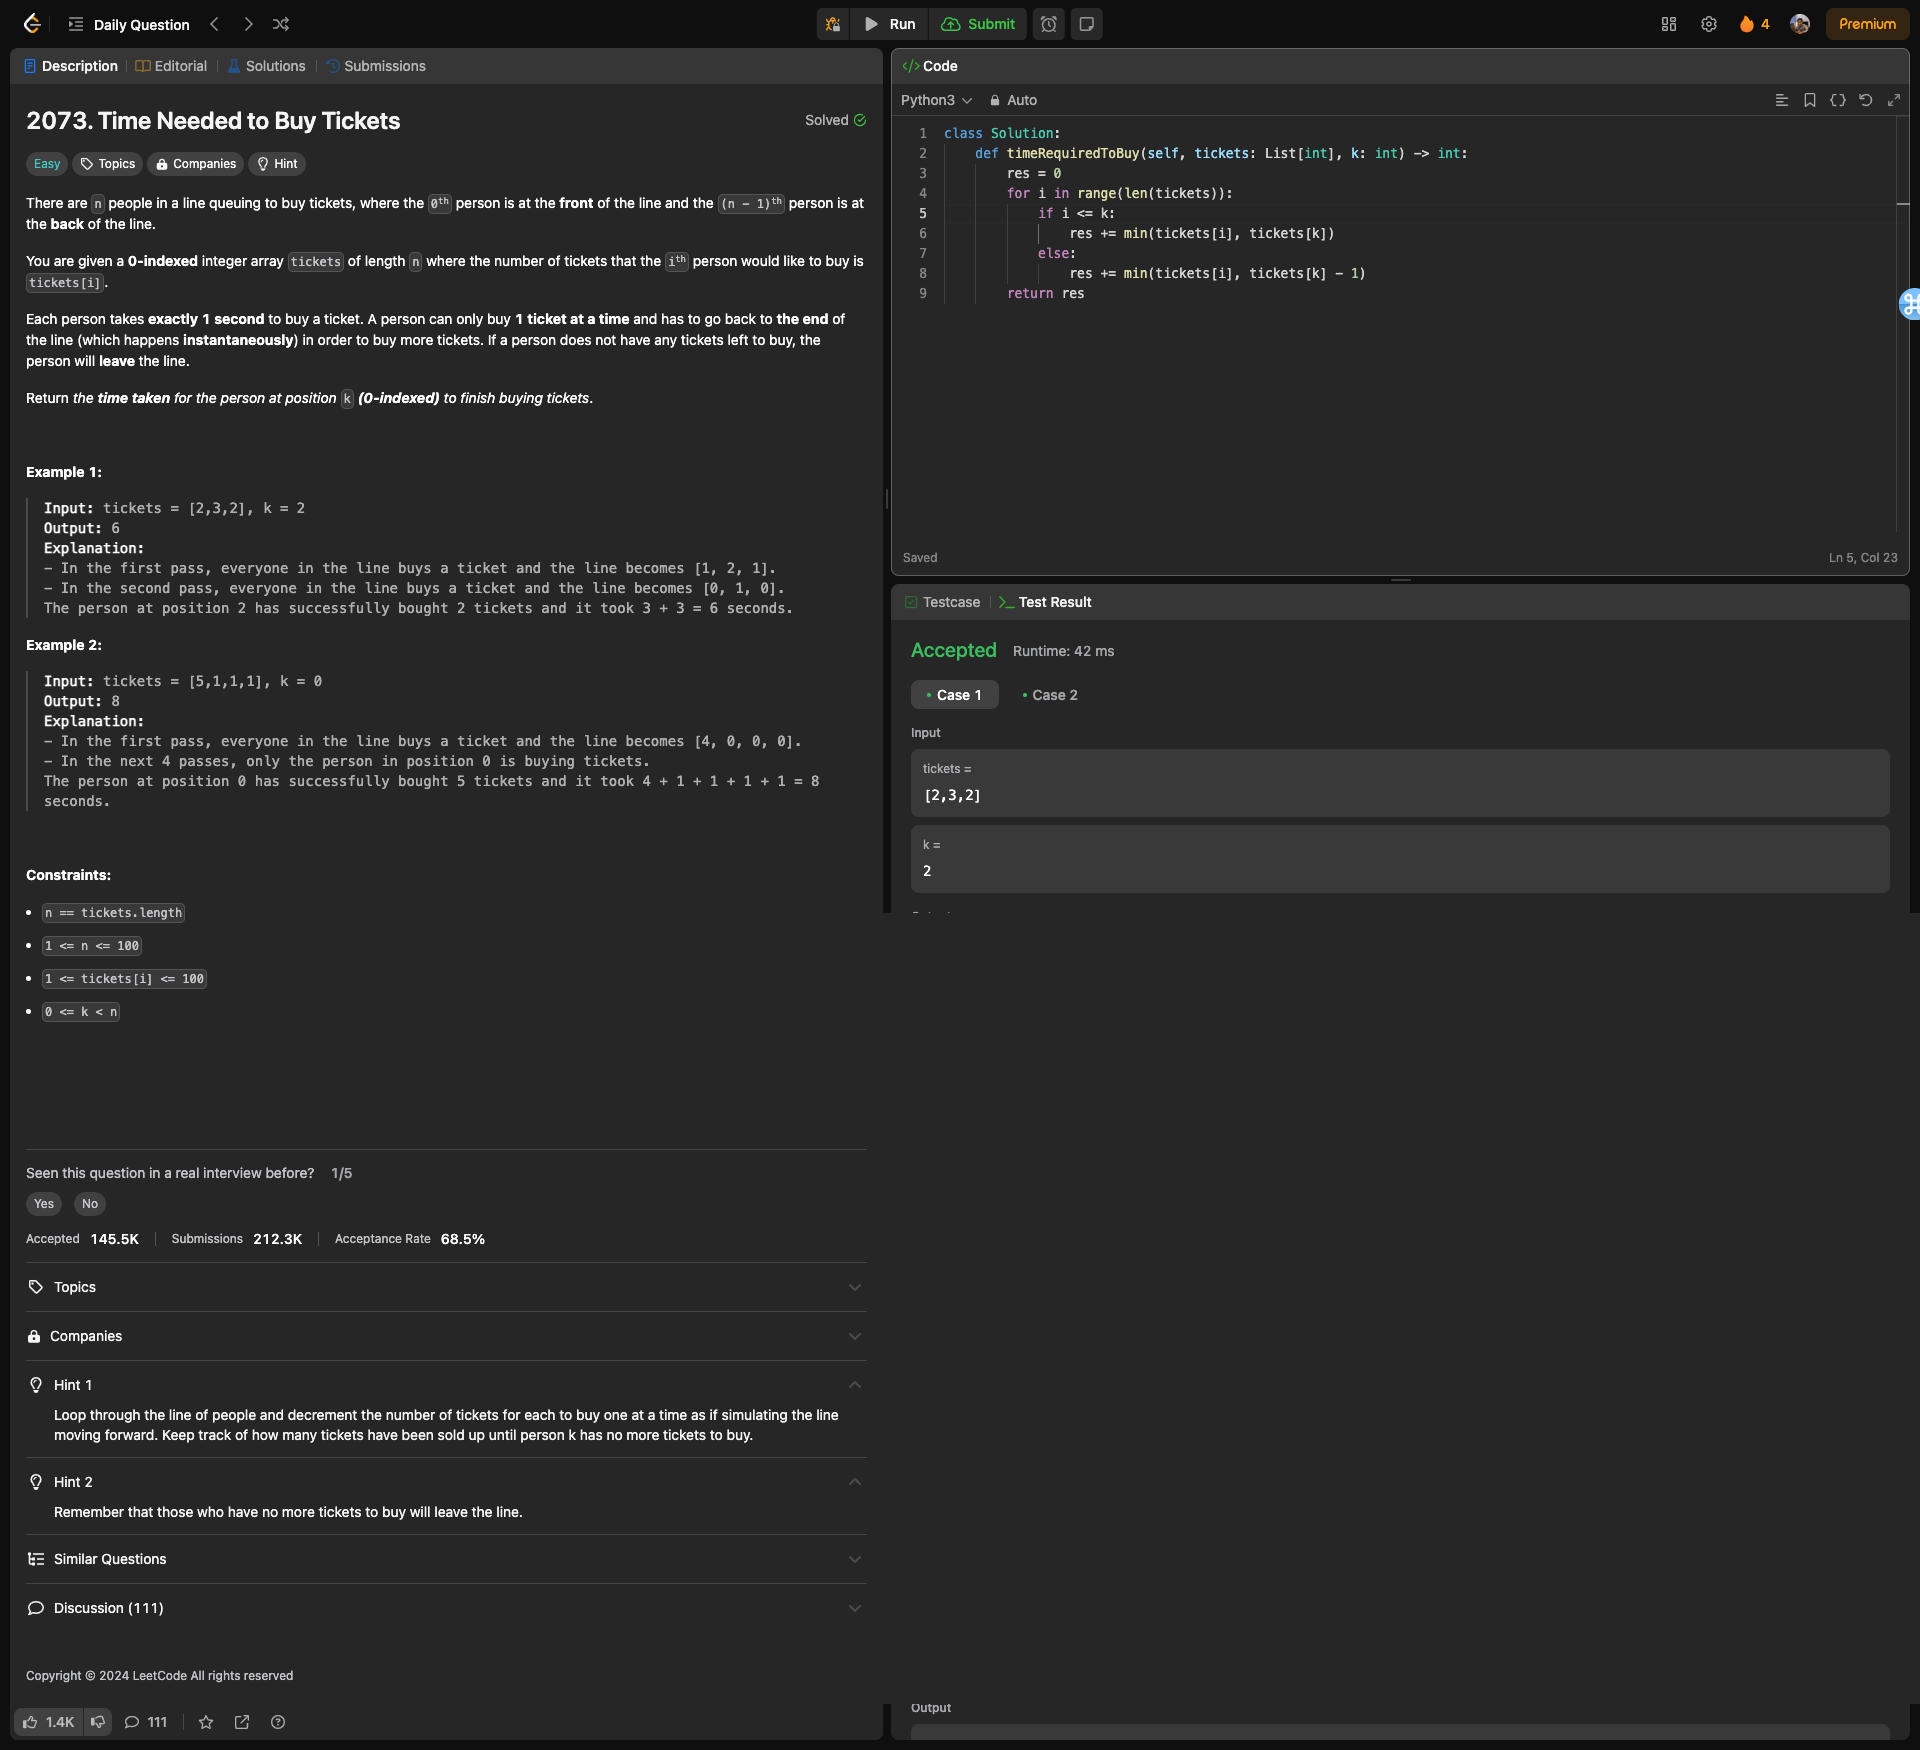 Daily Question
Run
Submit
4
Premium
Description
Editorial
Solutions
Submissions
2073. Time Needed to Buy Tickets
Solved
Easy
Topics
Companies
Hint
There are n people in a line queuing to buy tickets, where the 0th person is at the front of the line and the (n - 1)th person is at
the back of the line.
You are given a 0-indexed integer array tickets of length n where the number of tickets that the ith person would like to buy is
tickets[i].
Each person takes exactly 1 second to buy a ticket. A person can only buy 1 ticket at a time and has to go back to the end of
the line (which happens instantaneously) in order to buy more tickets. If a person does not have any tickets left to buy, the
person will leave the line.
Return the time taken for the person at position k (0-indexed) to finish buying tickets.
Example 1:
Input: tickets = [2,3,2], k = 2
Output: 6
Explanation:
- In the first pass, everyone in the line buys a ticket and the line becomes [1, 2, 1].
- In the second pass, everyone in the line buys a ticket and the line becomes [0, 1, 0].
The person at position 2 has successfully bought 2 tickets and it took 3 + 3 = 6 seconds.
Example 2:
Input: tickets = [5,1,1,1], k = 0
Output: 8
Explanation:
- In the first pass, everyone in the line buys a ticket and the line becomes [4, 0, 0, 0].
- In the next 4 passes, only the person in position 0 is buying tickets.
The person at position 0 has successfully bought 5 tickets and it took 4 + 1 + 1 + 1 + 1 = 8
seconds.
Constraints:
n == tickets.length
1 <= n <= 100
1 <= tickets[i] <= 100
0 <= k < n
Seen this question in a real interview before? 1/5
Yes
No
Accepted 145.5K
Submissions 212.3K
Acceptance Rate 68.5%
Topics
Companies
Hint 1
Loop through the line of people and decrement the number of tickets for each to buy one at a time as if simulating the line
moving forward. Keep track of how many tickets have been sold up until person k has no more tickets to buy.
Hint 2
Remember that those who have no more tickets to buy will leave the line.
Similar Questions
Discussion (111)
Copyright © 2024 LeetCode All rights reserved
1.4K
111
Code
Python3
Auto
1 class Solution:
2 def timeRequiredToBuy(self, tickets: List[int], k: int) -> int:
3 res = 0
4 for i in range(len(tickets)):
5 if i <= k:
6 res += min(tickets[i], tickets[k])
7 else:
8 res += min(tickets[i], tickets[k] - 1)
9 return res
Saved
Ln 5, Col 23
Testcase
Test Result
Accepted
Runtime: 42 ms
Case 1
Case 2
Input
tickets =
[2,3,2]
k =
2
Output